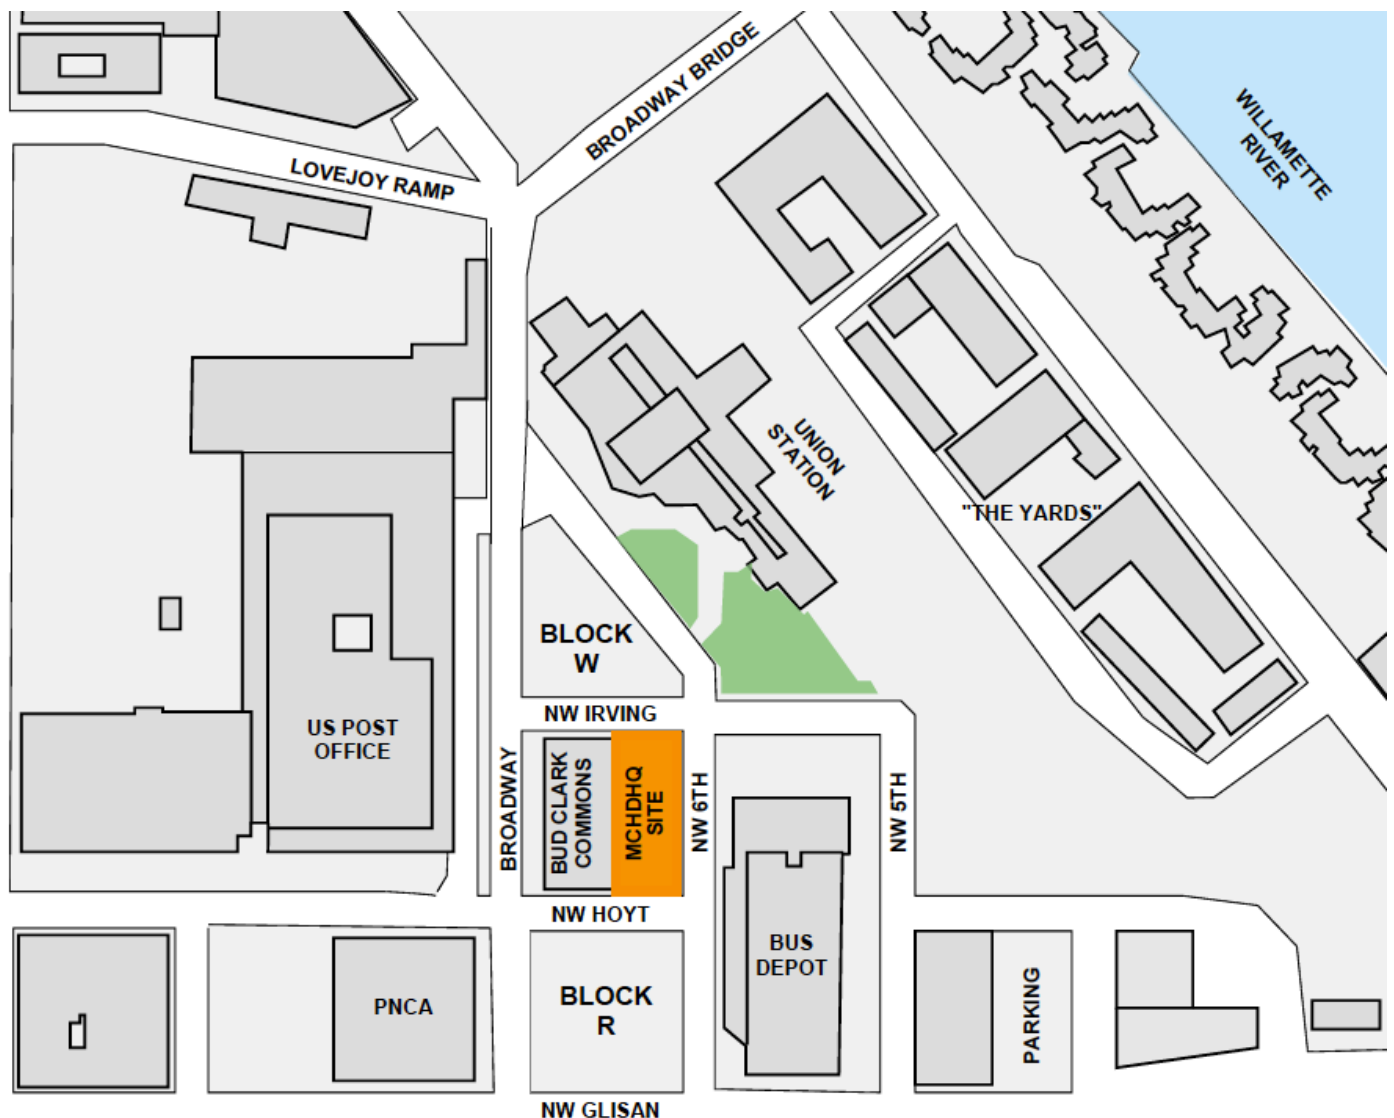 BROADWAY BRIDGE
WILLAMETTE
RIVER
LOVEJOY RAMP
UNION
STATION
"THE YARDS"
BLOCK
W
NW IRVING
US POST
OFFICE
BROADWAY
BUD CLARK
COMMONS
MCHDHQ
SITE
NW 6TH
NW 5TH
NW HOYT
BUS
DEPOT
PNCA
BLOCK
R
PARKING
NW GLISAN